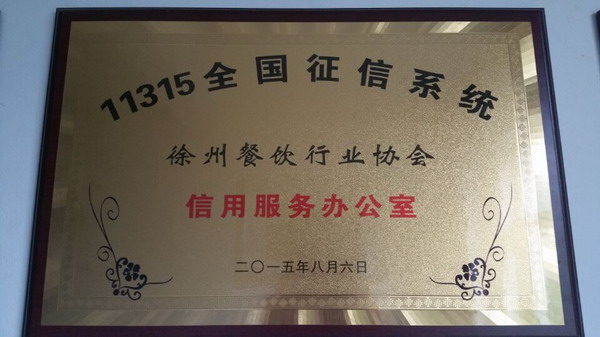 11315全国征信系统
徐州餐饮行业协会
信用服务办公室
二〇一五年八月六日